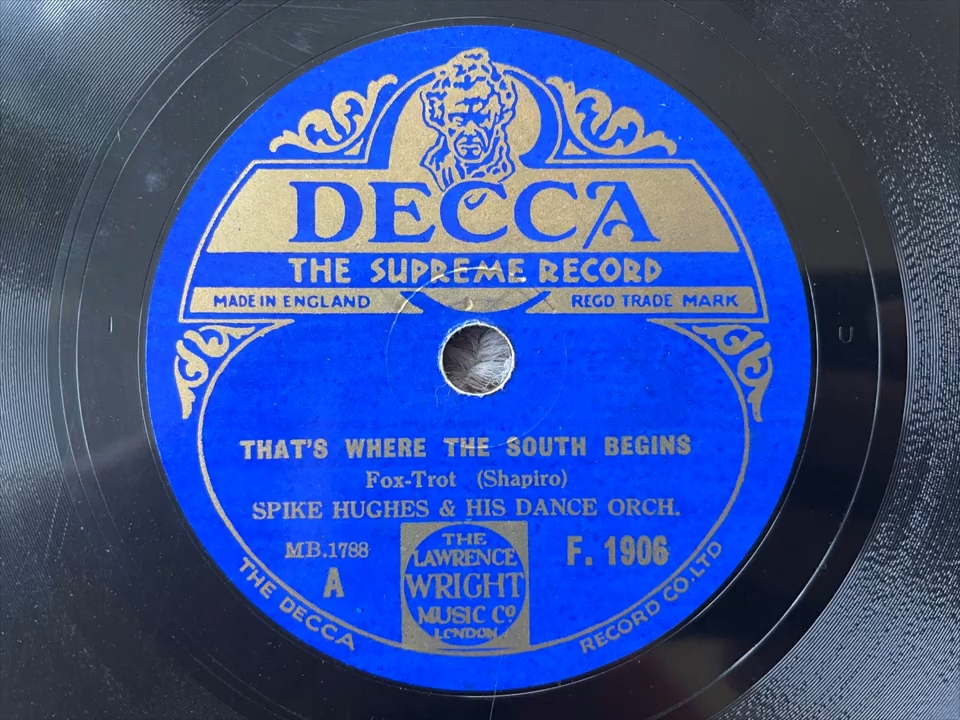 DECCA
THE SUPREME RECORD
MADE IN ENGLAND REGD TRADE MARK
U
THAT'S WHERE THE SOUTH BEGINS
Fox-Trot (Shapiro)
SPIKE HUGHES & HIS DANCE ORCH.
MB.1788 F. 1906
A
THE
LAWRENCE
WRIGHT
MUSIC CO
LONDON
THE DECCA RECORD CO. LTD